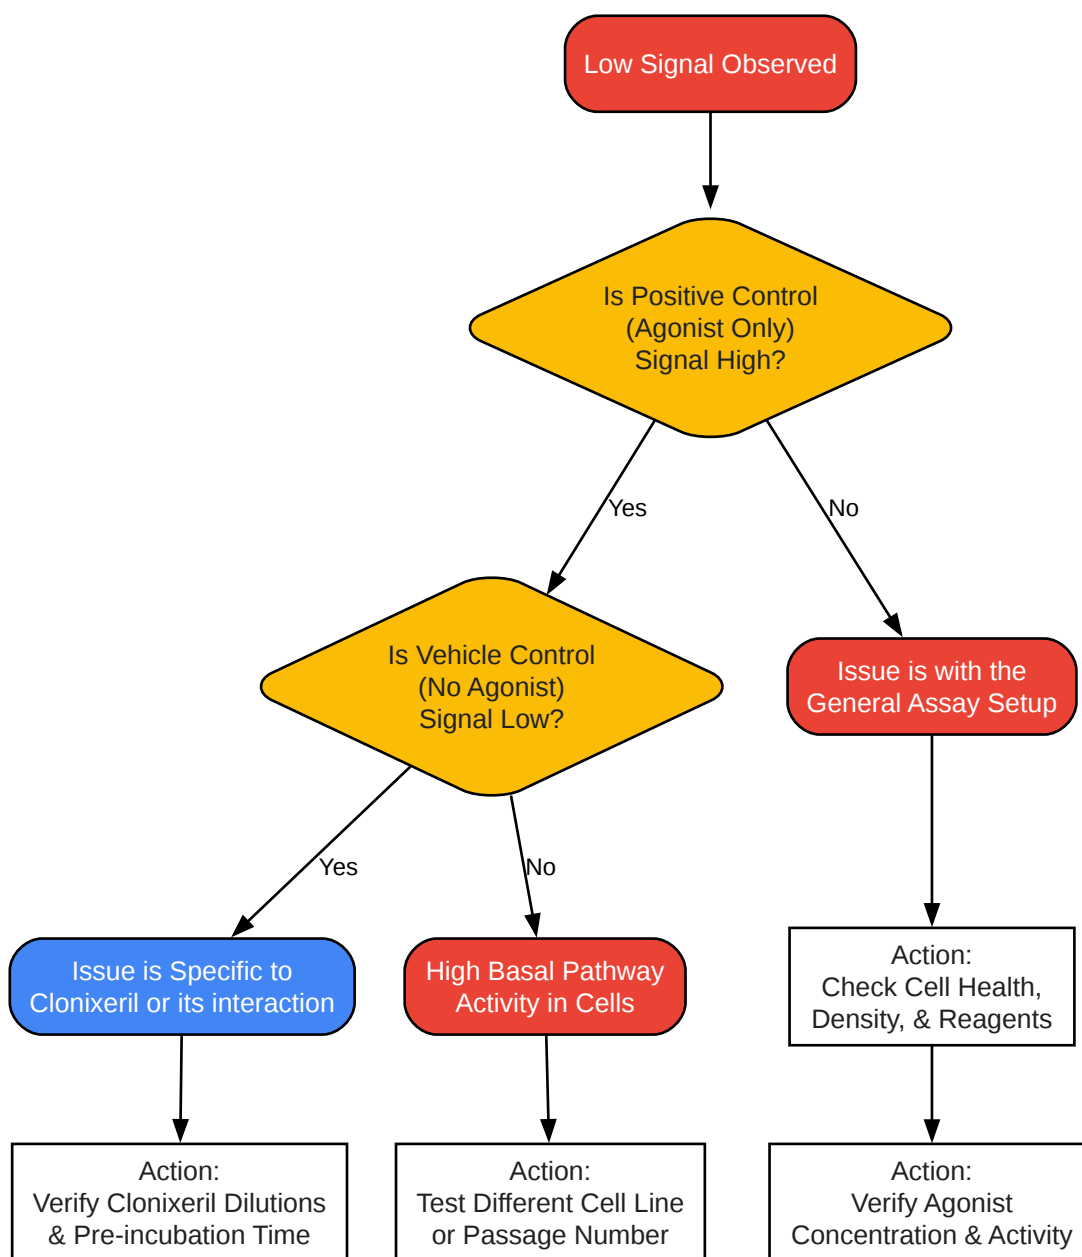 Low Signal Observed
Is Positive Control
(Agonist Only)
Signal High?
Yes
No
Is Vehicle Control
(No Agonist)
Signal Low?
Issue is with the
General Assay Setup
Yes
No
Issue is Specific to
Clonixeril or its interaction
High Basal Pathway
Activity in Cells
Action:
Check Cell Health,
Density, & Reagents
Action:
Verify Clonixeril Dilutions
& Pre-incubation Time
Action:
Test Different Cell Line
or Passage Number
Action:
Verify Agonist
Concentration & Activity